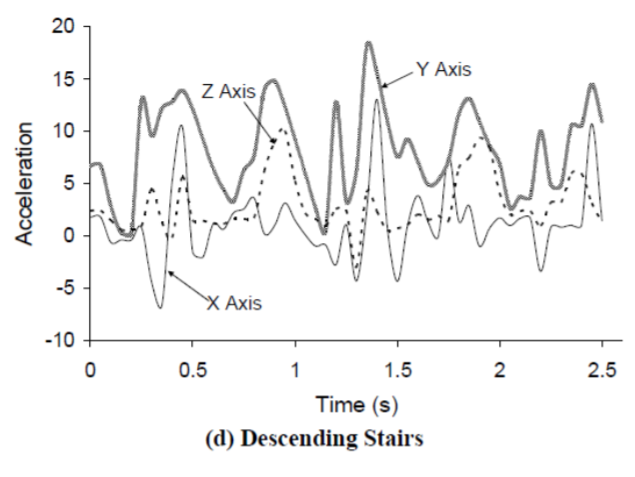 20
15
10
5
0
-5
-10
Acceleration
Y Axis
Z Axis
X Axis
0 0.5 1 1.5 2 2.5
Time (s)
(d) Descending Stairs